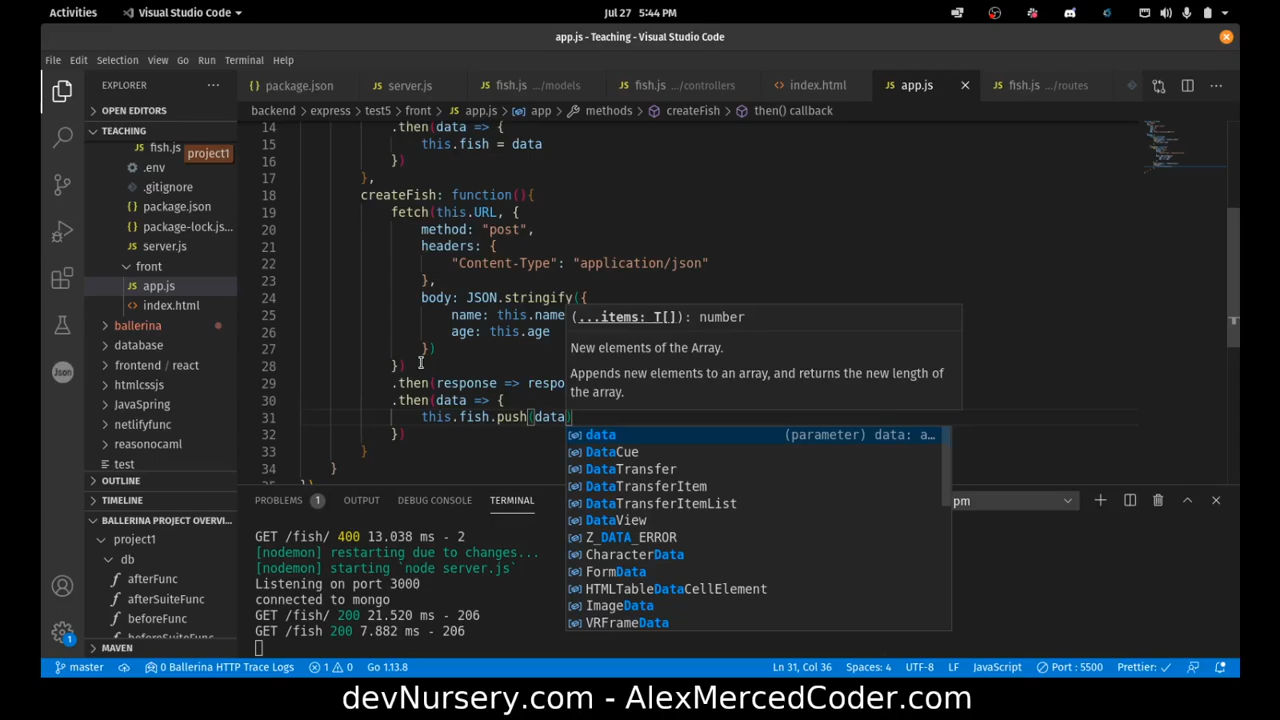 Activities
Visual Studio Code
Jul 27 5:44 PM
app.js - Teaching - Visual Studio Code
File Edit Selection View Go Run Terminal Help
EXPLORER
package.json
server.js
fish.js .../models
fish.js .../controllers
index.html
app.js
fish.js .../routes
backend > express > test5 > front > app.js > app > methods > createFish > then() callback
OPEN EDITORS
TEACHING
fish.js
project1
.env
.gitignore
package.json
package-lock.js...
server.js
front
app.js
index.html
ballerina
database
frontend / react
htmlcssjs
JavaSpring
netlifyfunc
reasonocaml
test
OUTLINE
TIMELINE
BALLERINA PROJECT OVERVI...
project1
db
afterFunc
afterSuiteFunc
beforeFunc
beforeSuiteFunc
MAVEN
14 .then(data => {
15 this.fish = data
16 })
17 },
18 createFish: function(){
19 fetch(this.URL, {
20 method: "post",
21 headers: {
22 "Content-Type": "application/json"
23 },
24 body: JSON.stringify({
25 name: this.name
26 age: this.age
27 })
28 })
29 .then(response => respo
30 .then(data => {
31 this.fish.push(data)
32 })
33 }
34 }
(...items: T[]): number
New elements of the Array.
Appends new elements to an array, and returns the new length of
the array.
data (parameter) data: a...
DataCue
DataTransfer
DataTransferItem
DataTransferItemList
DataView
Z_DATA_ERROR
CharacterData
FormData
HTMLTableDataCellElement
ImageData
VRFrameData
PROBLEMS 1 OUTPUT DEBUG CONSOLE TERMINAL
pm
GET /fish/ 400 13.038 ms - 2
[nodemon] restarting due to changes...
[nodemon] starting `node server.js`
Listening on port 3000
connected to mongo
GET /fish/ 200 21.520 ms - 206
GET /fish 200 7.882 ms - 206
Json
1
master
0 Ballerina HTTP Trace Logs
1 0
Go 1.13.8
Ln 31, Col 36
Spaces: 4
UTF-8
LF
JavaScript
Port : 5500
Prettier: ✓
devNursery.com - AlexMercedCoder.com